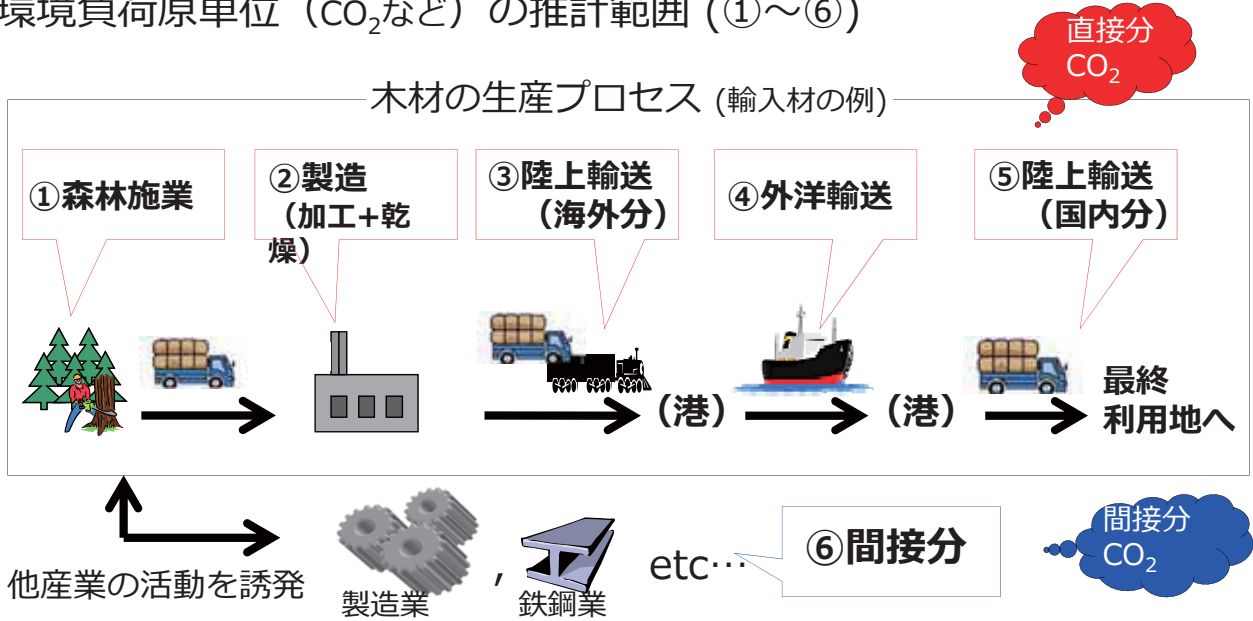 環境負荷原単位（CO₂など）の推計範囲 (①～⑥)
直接分
CO₂
木材の生産プロセス (輸入材の例)
①森林施業
②製造
（加工+乾
燥）
③陸上輸送
（海外分）
④外洋輸送
⑤陸上輸送
（国内分）
（港）
（港）
最終
利用地へ
他産業の活動を誘発
製造業
,
鉄鋼業
etc…
⑥間接分
間接分
CO₂